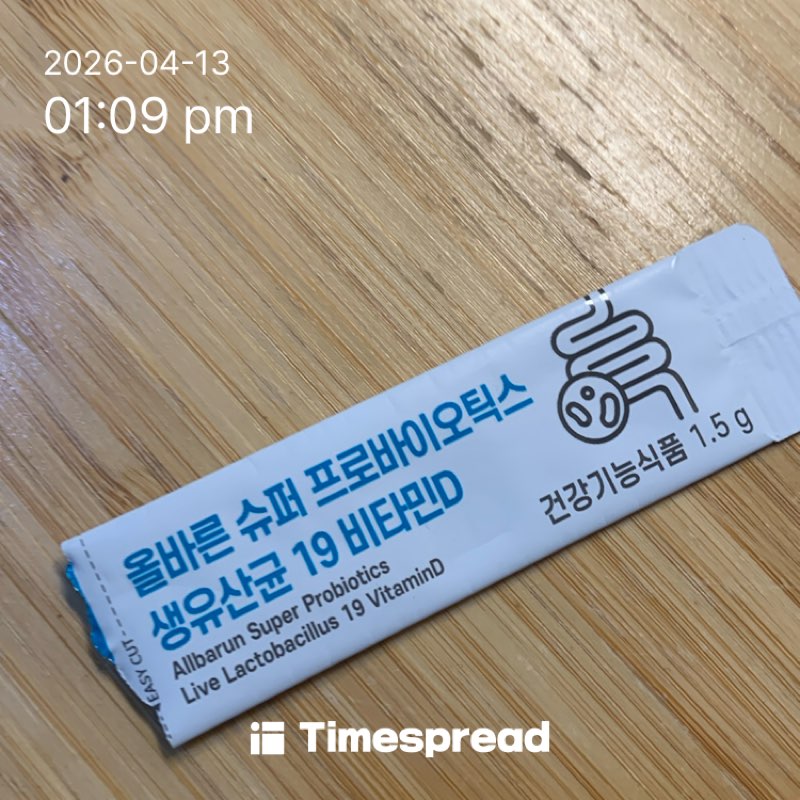 2026-04-13
01:09 pm
올바른 슈퍼 프로바이오틱스
생유산균 19 비타민D
Allbarun Super Probiotics
Live Lactobacillus 19 VitaminD
건강기능식품 1.5 g
EASY CUT
Timespread